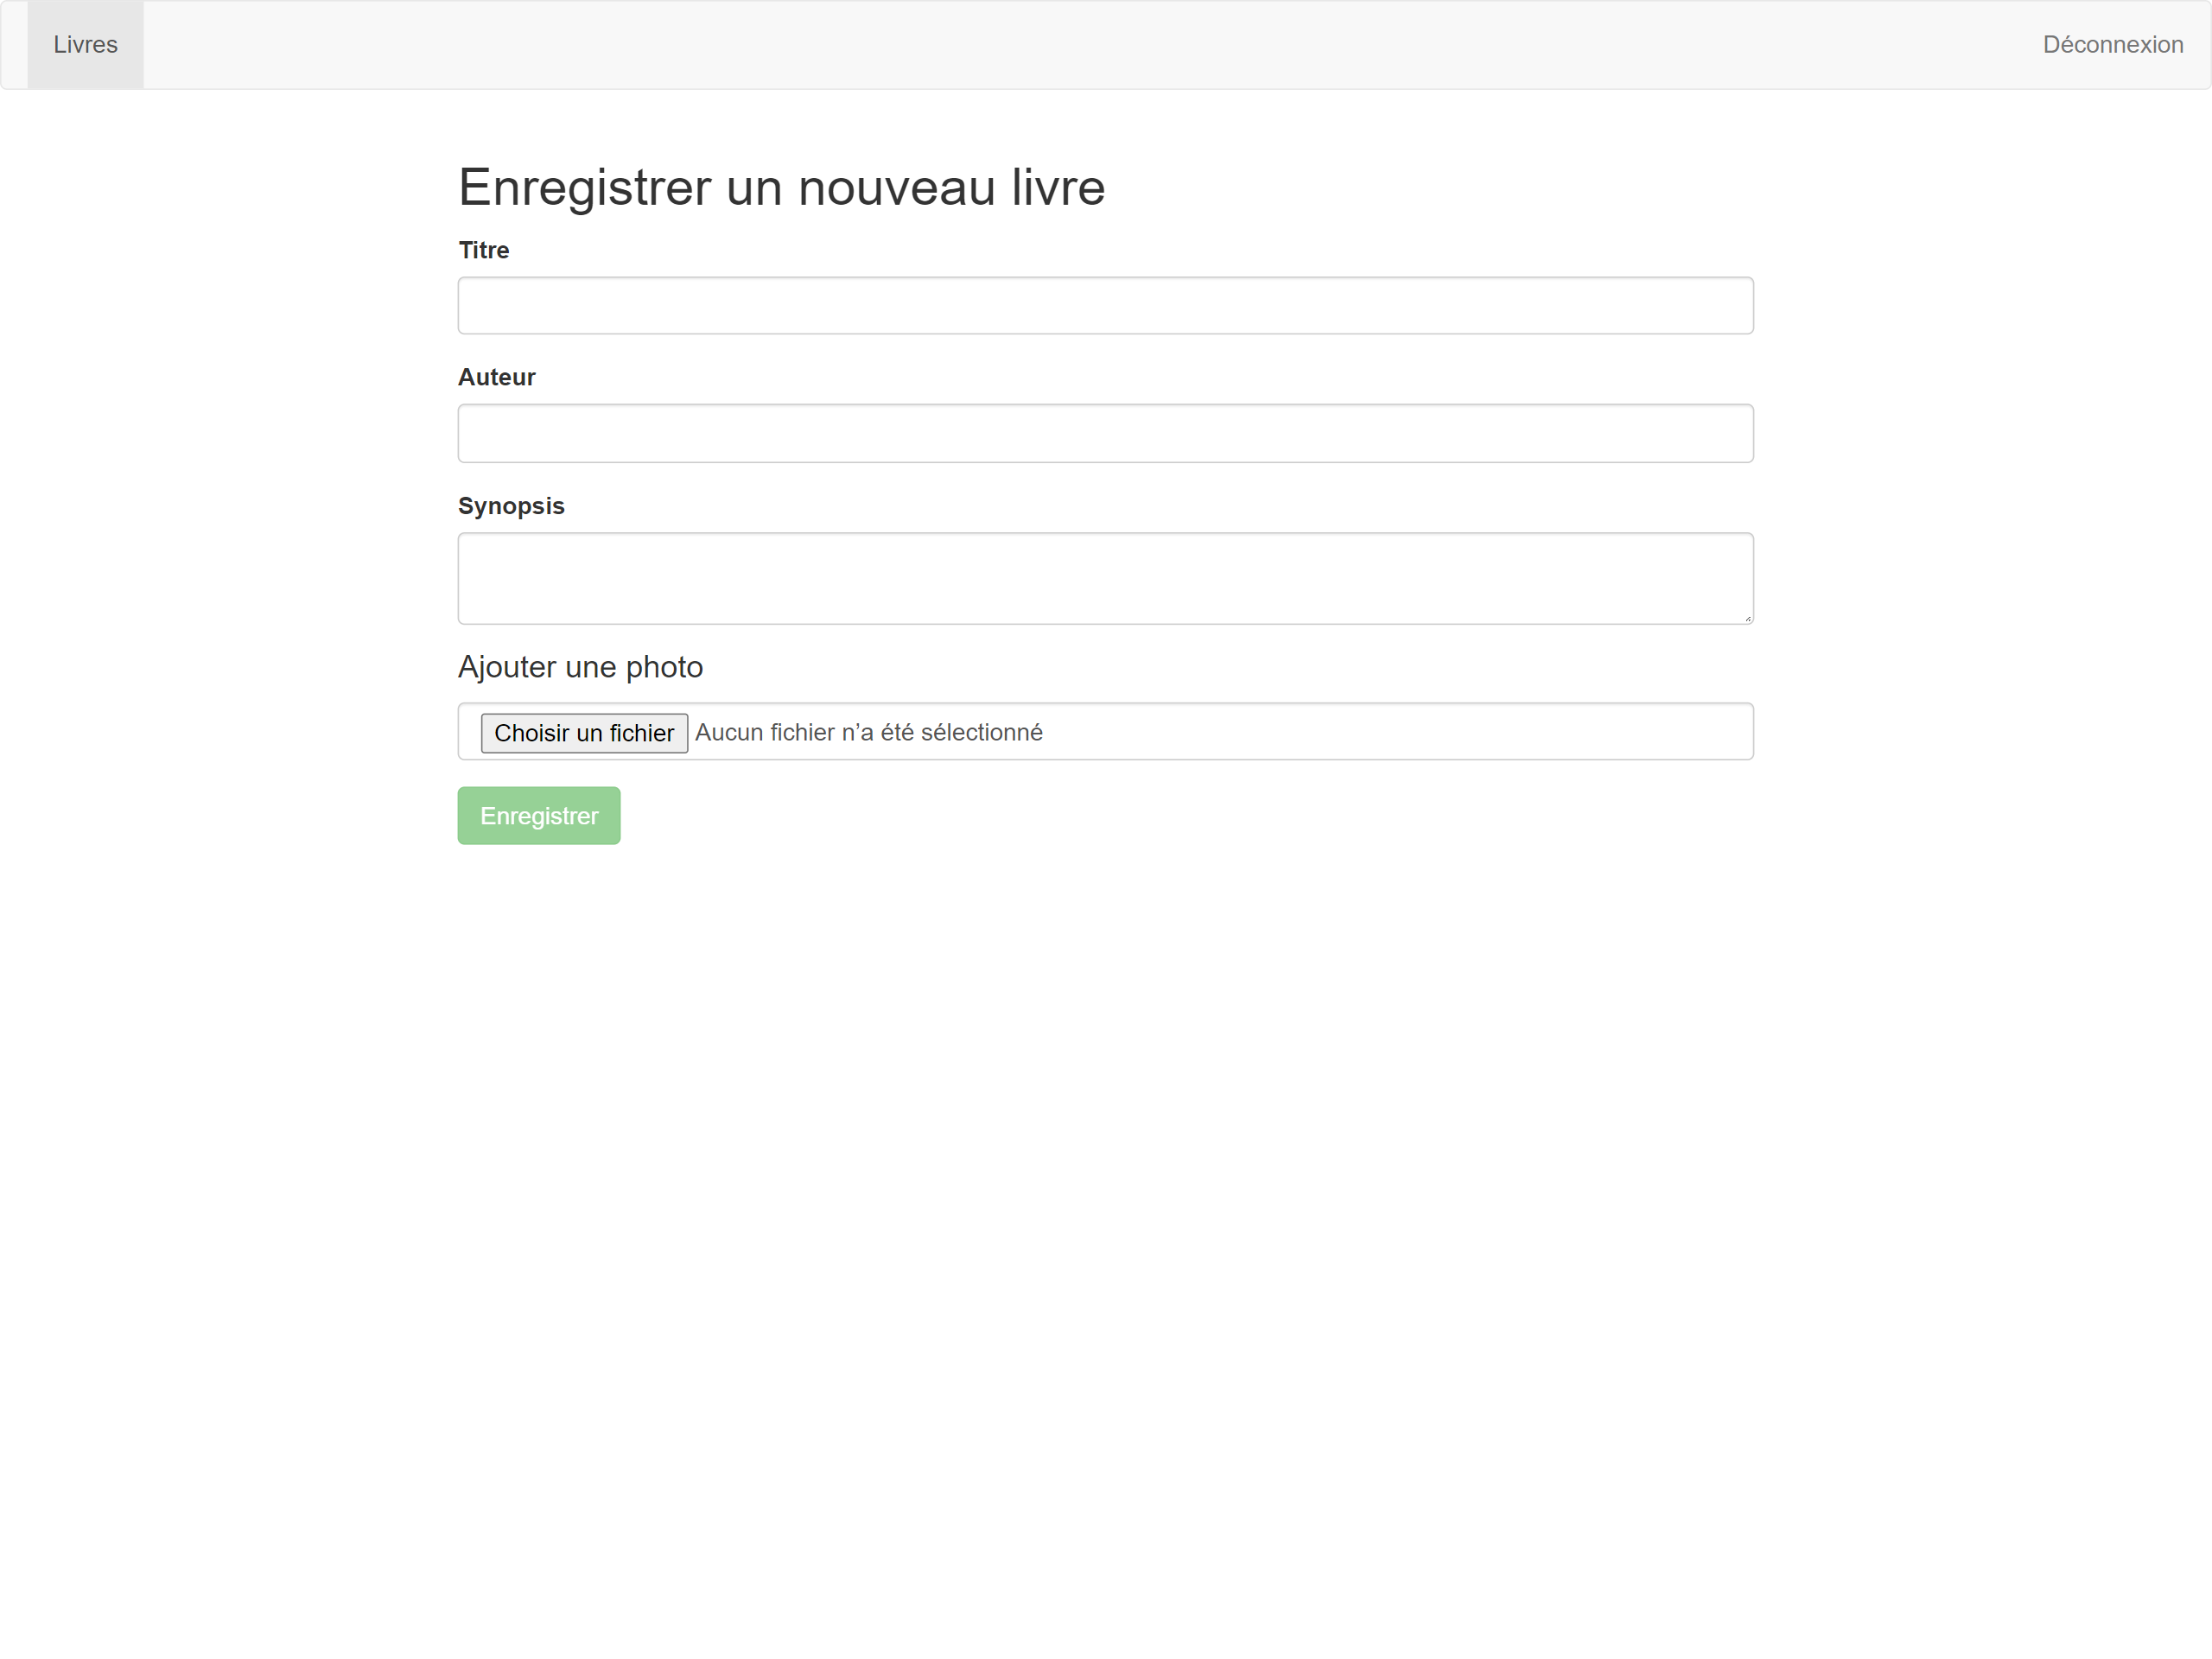 Livres
Déconnexion
Enregistrer un nouveau livre
Titre
Auteur
Synopsis
Ajouter une photo
Choisir un fichier Aucun fichier n’a été sélectionné
Enregistrer